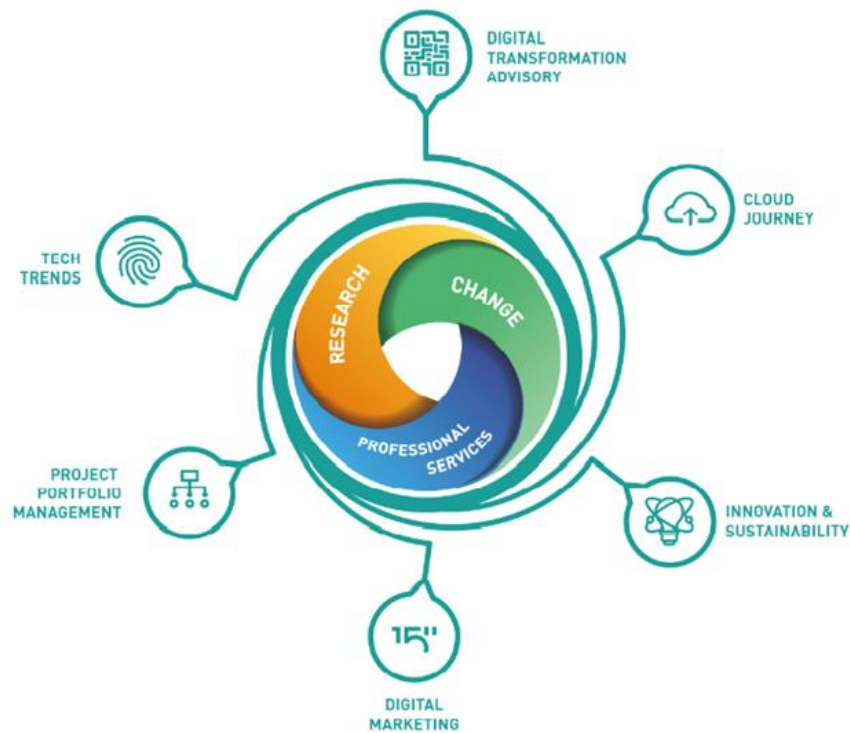 DIGITAL
TRANSFORMATION
ADVISORY
CLOUD
JOURNEY
TECH
TRENDS
RESEARCH
CHANGE
PROFESSIONAL
SERVICES
PROJECT
PORTFOLIO
MANAGEMENT
INNOVATION &
SUSTAINABILITY
15"
DIGITAL
MARKETING